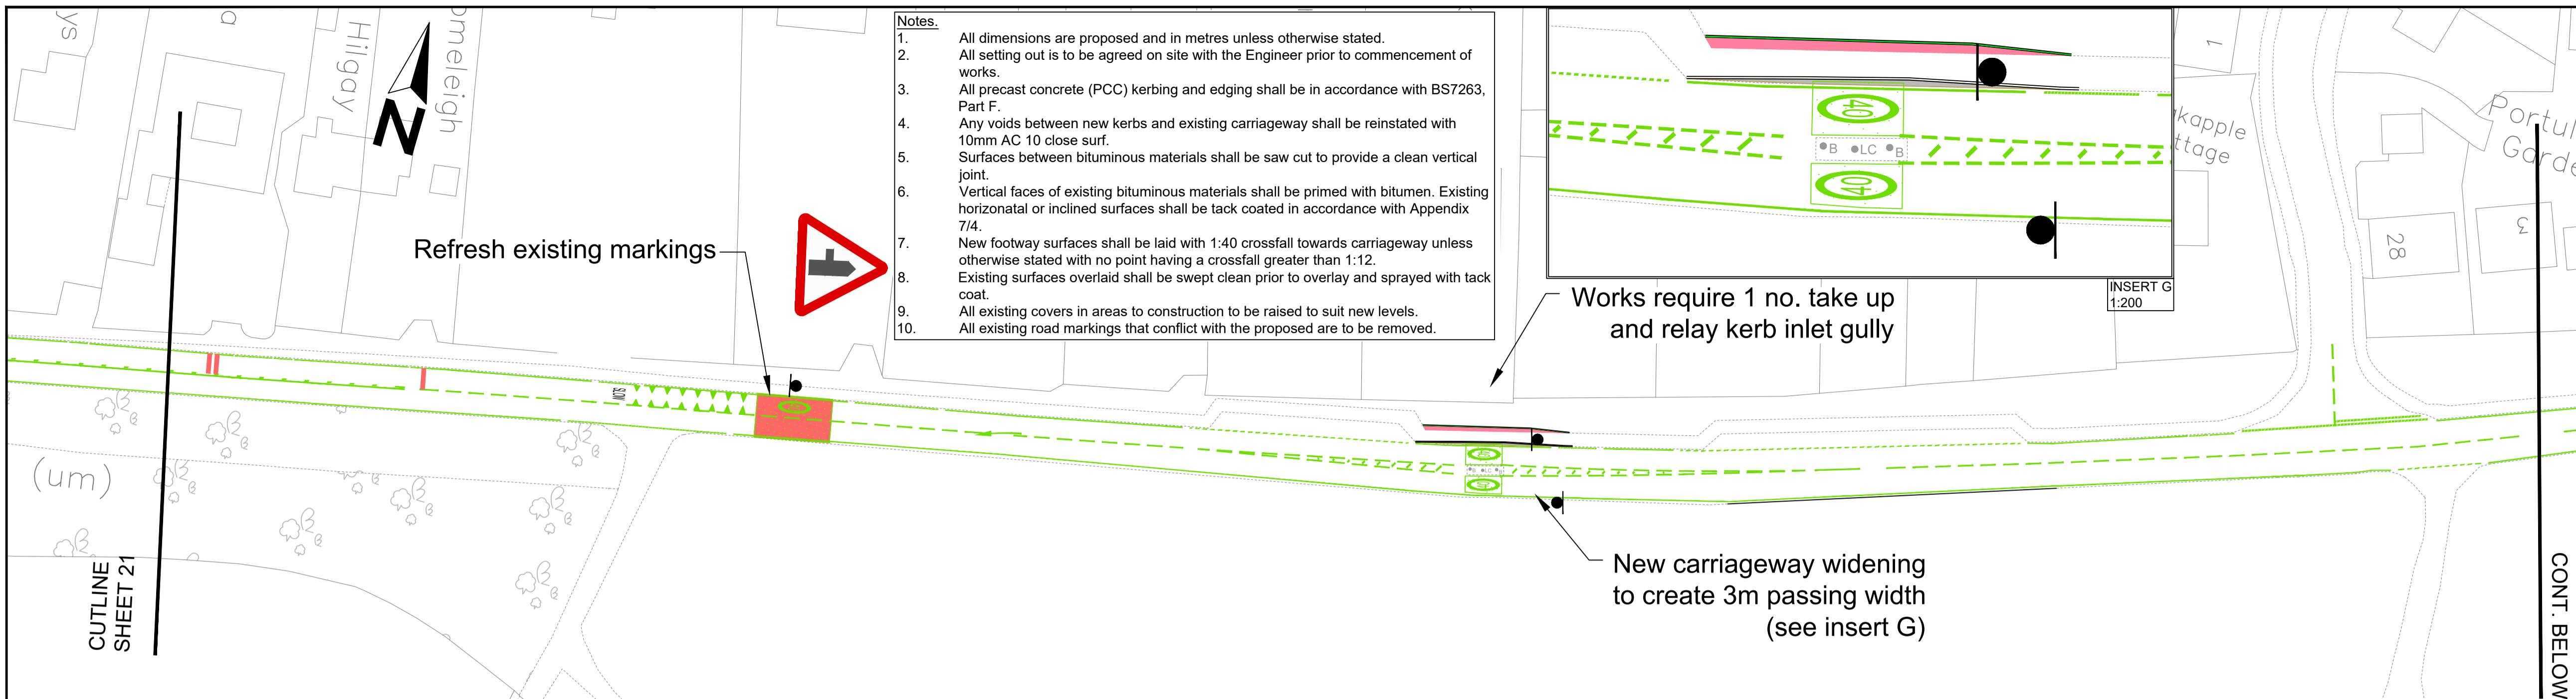 Notes.
1. All dimensions are proposed and in metres unless otherwise stated.
2. All setting out is to be agreed on site with the Engineer prior to commencement of
works.
3. All precast concrete (PCC) kerbing and edging shall be in accordance with BS7263,
Part F.
4. Any voids between new kerbs and existing carriageway shall be reinstated with
10mm AC 10 close surf.
5. Surfaces between bituminous materials shall be saw cut to provide a clean vertical
joint.
6. Vertical faces of existing bituminous materials shall be primed with bitumen. Existing
horizonatal or inclined surfaces shall be tack coated in accordance with Appendix
7/4.
7. New footway surfaces shall be laid with 1:40 crossfall towards carriageway unless
otherwise stated with no point having a crossfall greater than 1:12.
8. Existing surfaces overlaid shall be swept clean prior to overlay and sprayed with tack
coat.
9. All existing covers in areas to construction to be raised to suit new levels.
10. All existing road markings that conflict with the proposed are to be removed.
ys
a
Hilgay
omeleigh
N
Refresh existing markings
SLOW
(um)
CUTLINE
SHEET 21
40
B LC B
40
INSERT G
1:200
1
kapple
ttage
Portul
Garde
28
3
Works require 1 no. take up
and relay kerb inlet gully
New carriageway widening
to create 3m passing width
(see insert G)
CONT. BELOW